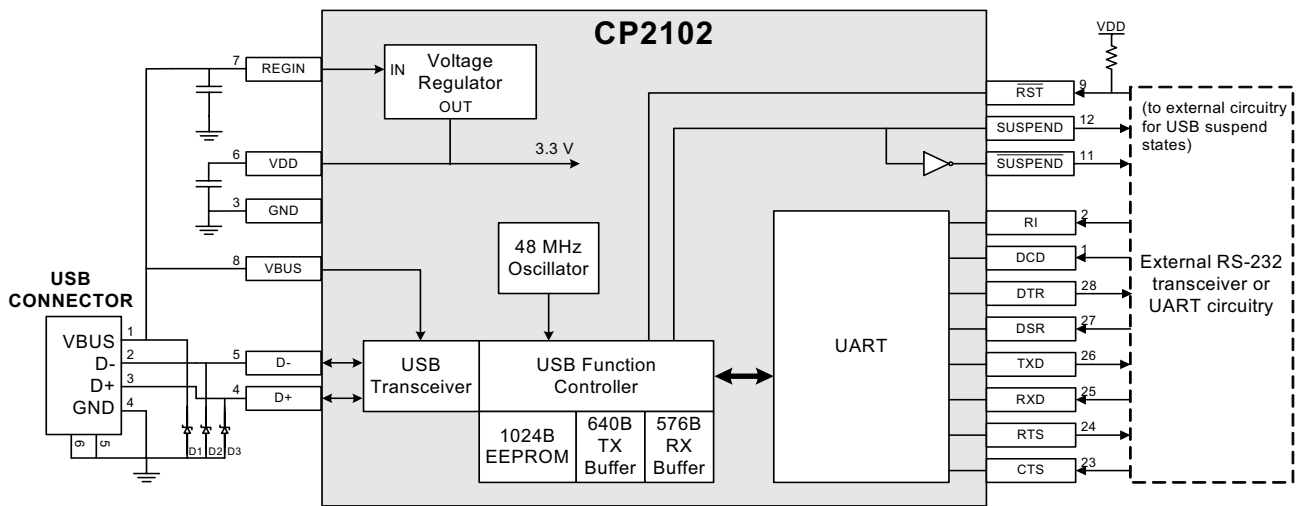 CP2102
VDD
7 REGIN
IN Voltage
Regulator
OUT
RST 9
(to external circuitry
for USB suspend
states)
SUSPEND 12
SUSPEND 11
6 VDD
3.3 V
3 GND
48 MHz
Oscillator
8 VBUS
USB
CONNECTOR
VBUS 1
D- 2
D+ 3
GND 4
6 5
D1 D2 D3
5 D-
4 D+
USB
Transceiver
USB Function
Controller
1024B
EEPROM
640B
TX
Buffer
576B
RX
Buffer
UART
RI 2
DCD 1
DTR 28
DSR 27
TXD 26
RXD 25
RTS 24
CTS 23
External RS-232
transceiver or
UART circuitry